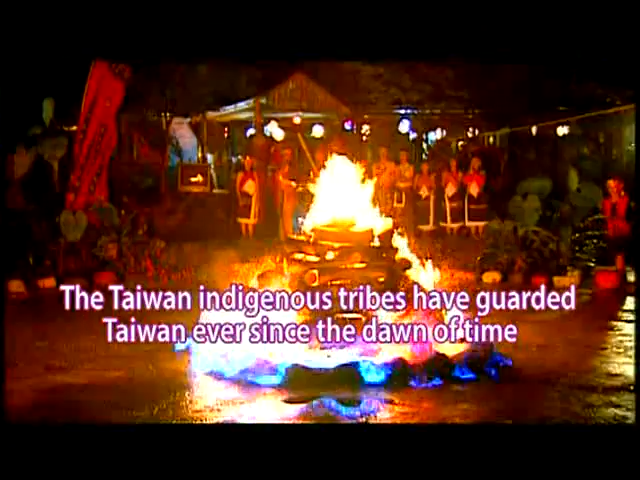 The Taiwan indigenous tribes have guarded
Taiwan ever since the dawn of time